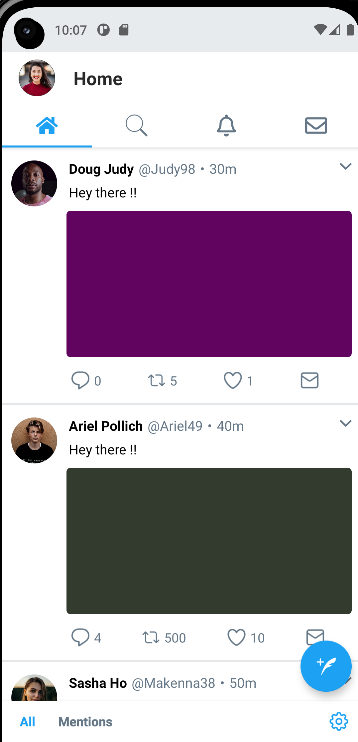 10:07
Home
Doug Judy @Judy98 • 30m
Hey there !!
0 5 1
Ariel Pollich @Ariel49 • 40m
Hey there !!
4 500 10
Sasha Ho @Makenna38 • 50m
All Mentions